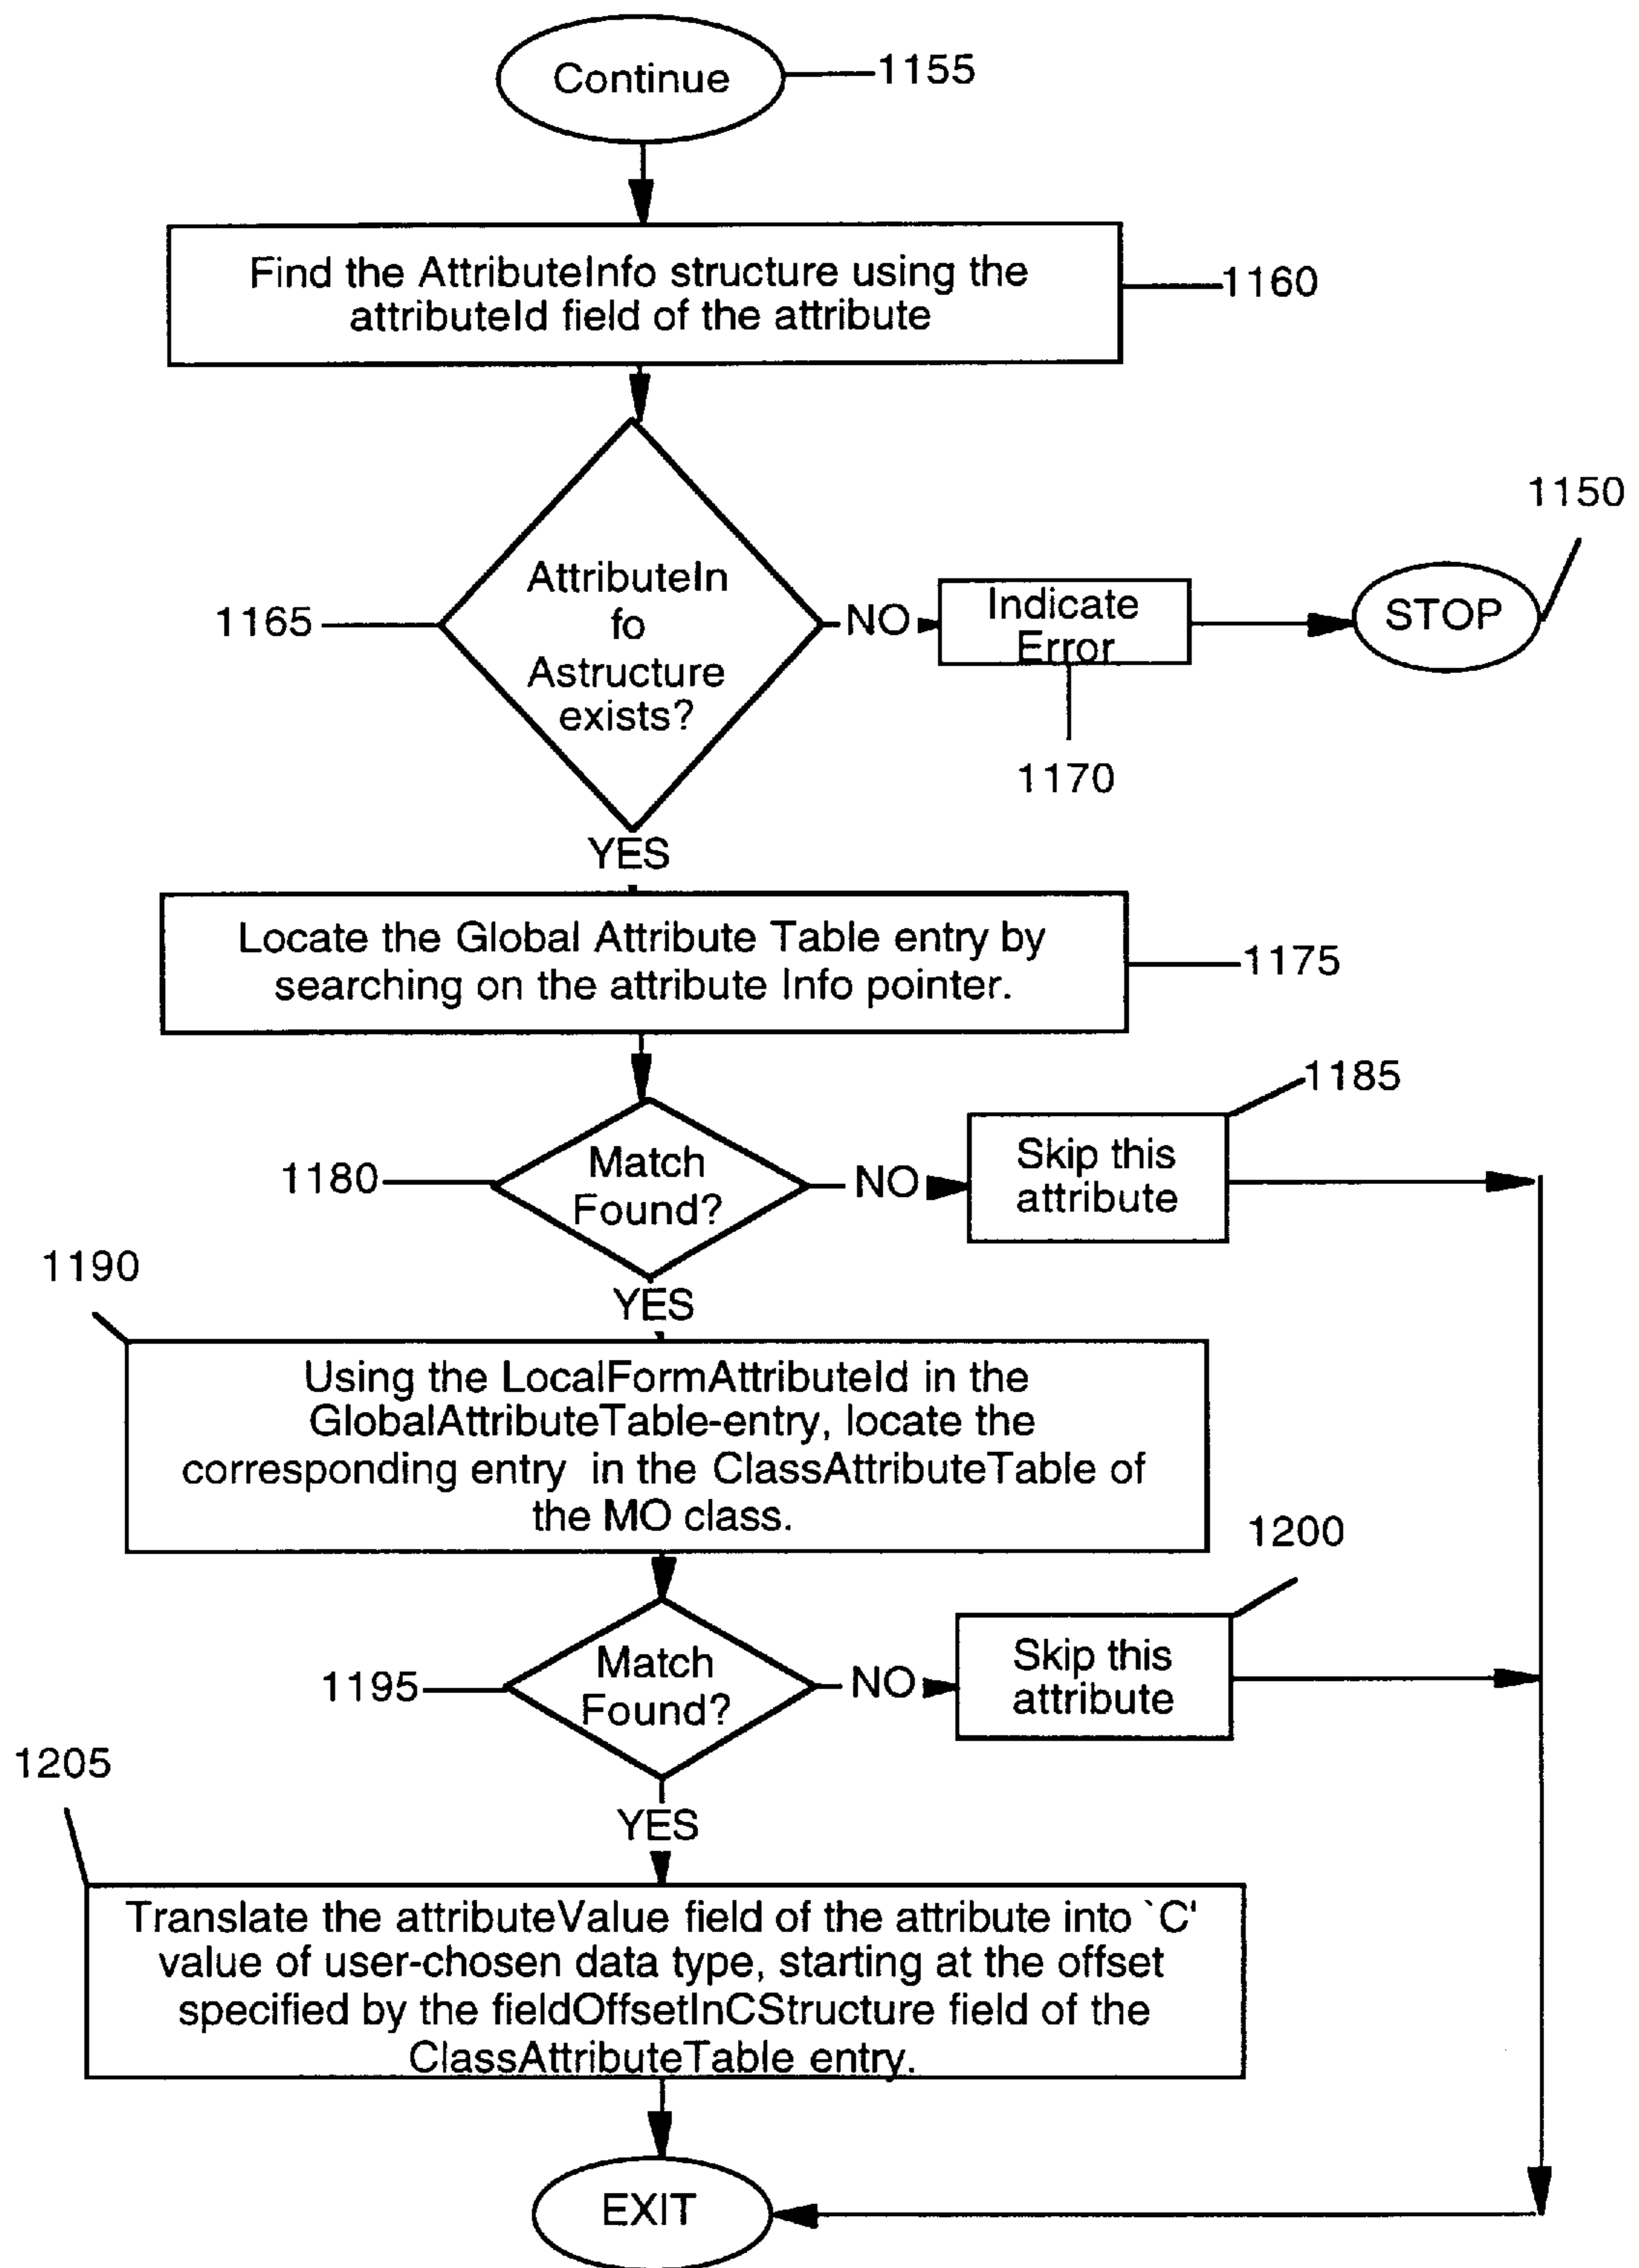 Continue
1155
Find the AttributeInfo structure using the
attributeId field of the attribute
1160
1150
AttributeIn
fo
Astructure
exists?
1165
NO
Indicate
Error
STOP
1170
YES
Locate the Global Attribute Table entry by
searching on the attribute Info pointer.
1175
1185
Match
Found?
1180
NO
Skip this
attribute
1190
YES
Using the LocalFormAttributeId in the
GlobalAttributeTable-entry, locate the
corresponding entry in the ClassAttributeTable of
the MO class.
1200
Match
Found?
1195
NO
Skip this
attribute
1205
YES
Translate the attributeValue field of the attribute into `C'
value of user-chosen data type, starting at the offset
specified by the fieldOffsetInCStructure field of the
ClassAttributeTable entry.
EXIT